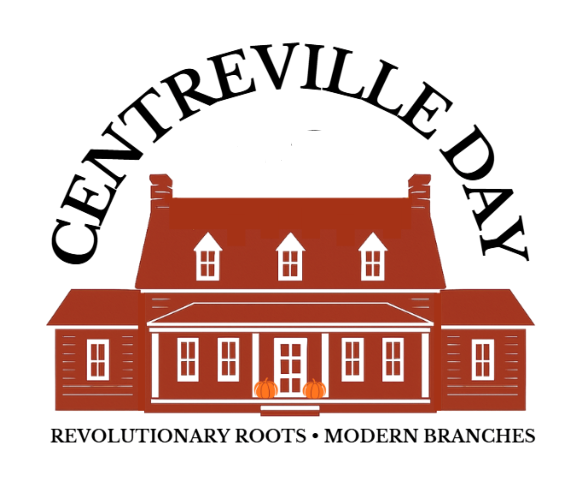 CENTREVILLE DAY
REVOLUTIONARY ROOTS • MODERN BRANCHES